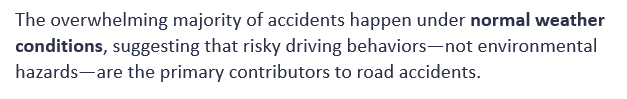 The overwhelming majority of accidents happen under normal weather
conditions, suggesting that risky driving behaviors—not environmental
hazards—are the primary contributors to road accidents.